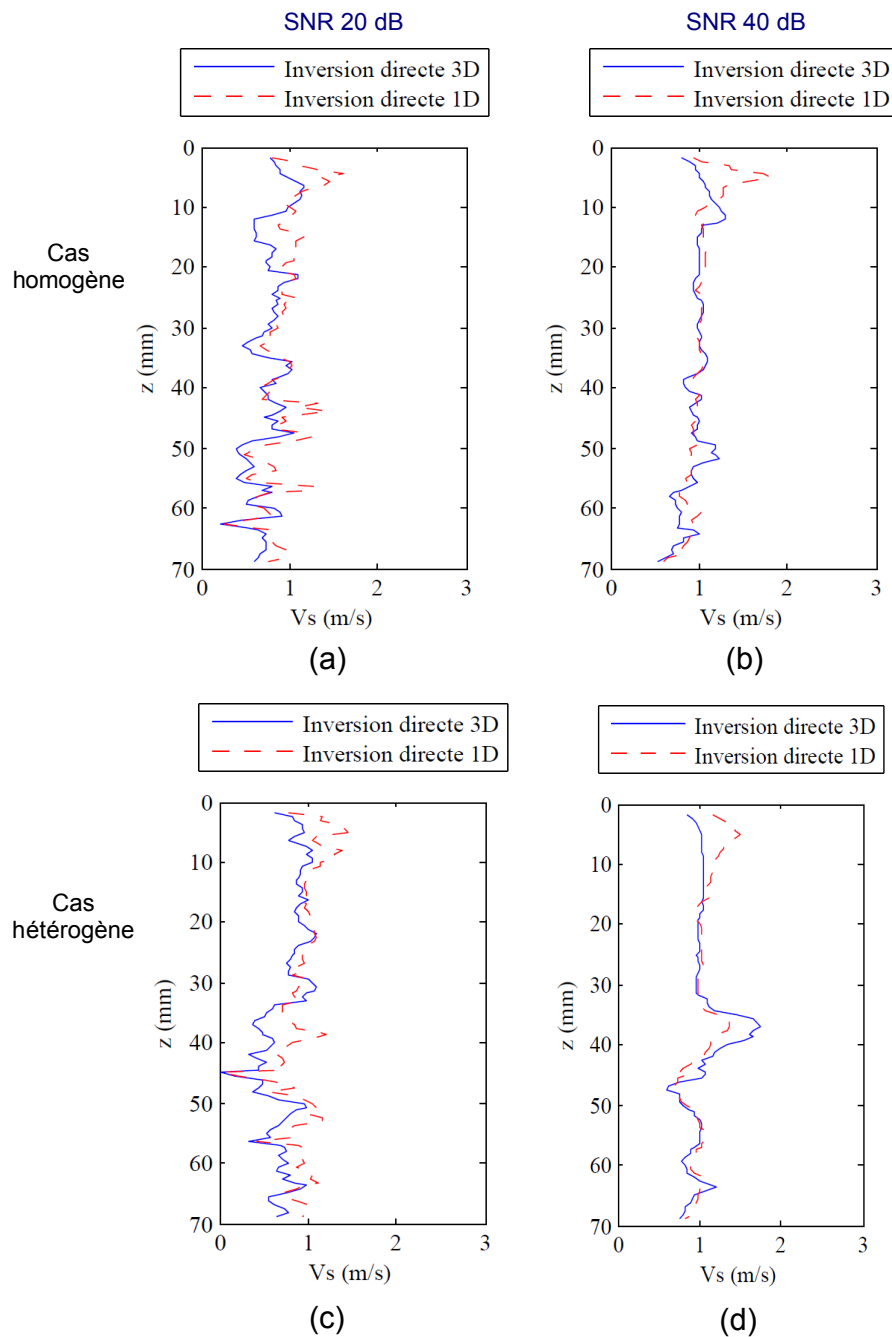 SNR 20 dB
SNR 40 dB
Inversion directe 3D
Inversion directe 1D
Inversion directe 3D
Inversion directe 1D
Cas
homogène
0
10
20
30
40
50
60
70
z (mm)
0 1 2 3
Vs (m/s)
(a)
0
10
20
30
40
50
60
70
z (mm)
0 1 2 3
Vs (m/s)
(b)
Inversion directe 3D
Inversion directe 1D
Inversion directe 3D
Inversion directe 1D
Cas
hétérogène
0
10
20
30
40
50
60
70
z (mm)
0 1 2 3
Vs (m/s)
(c)
0
10
20
30
40
50
60
70
z (mm)
0 1 2 3
Vs (m/s)
(d)